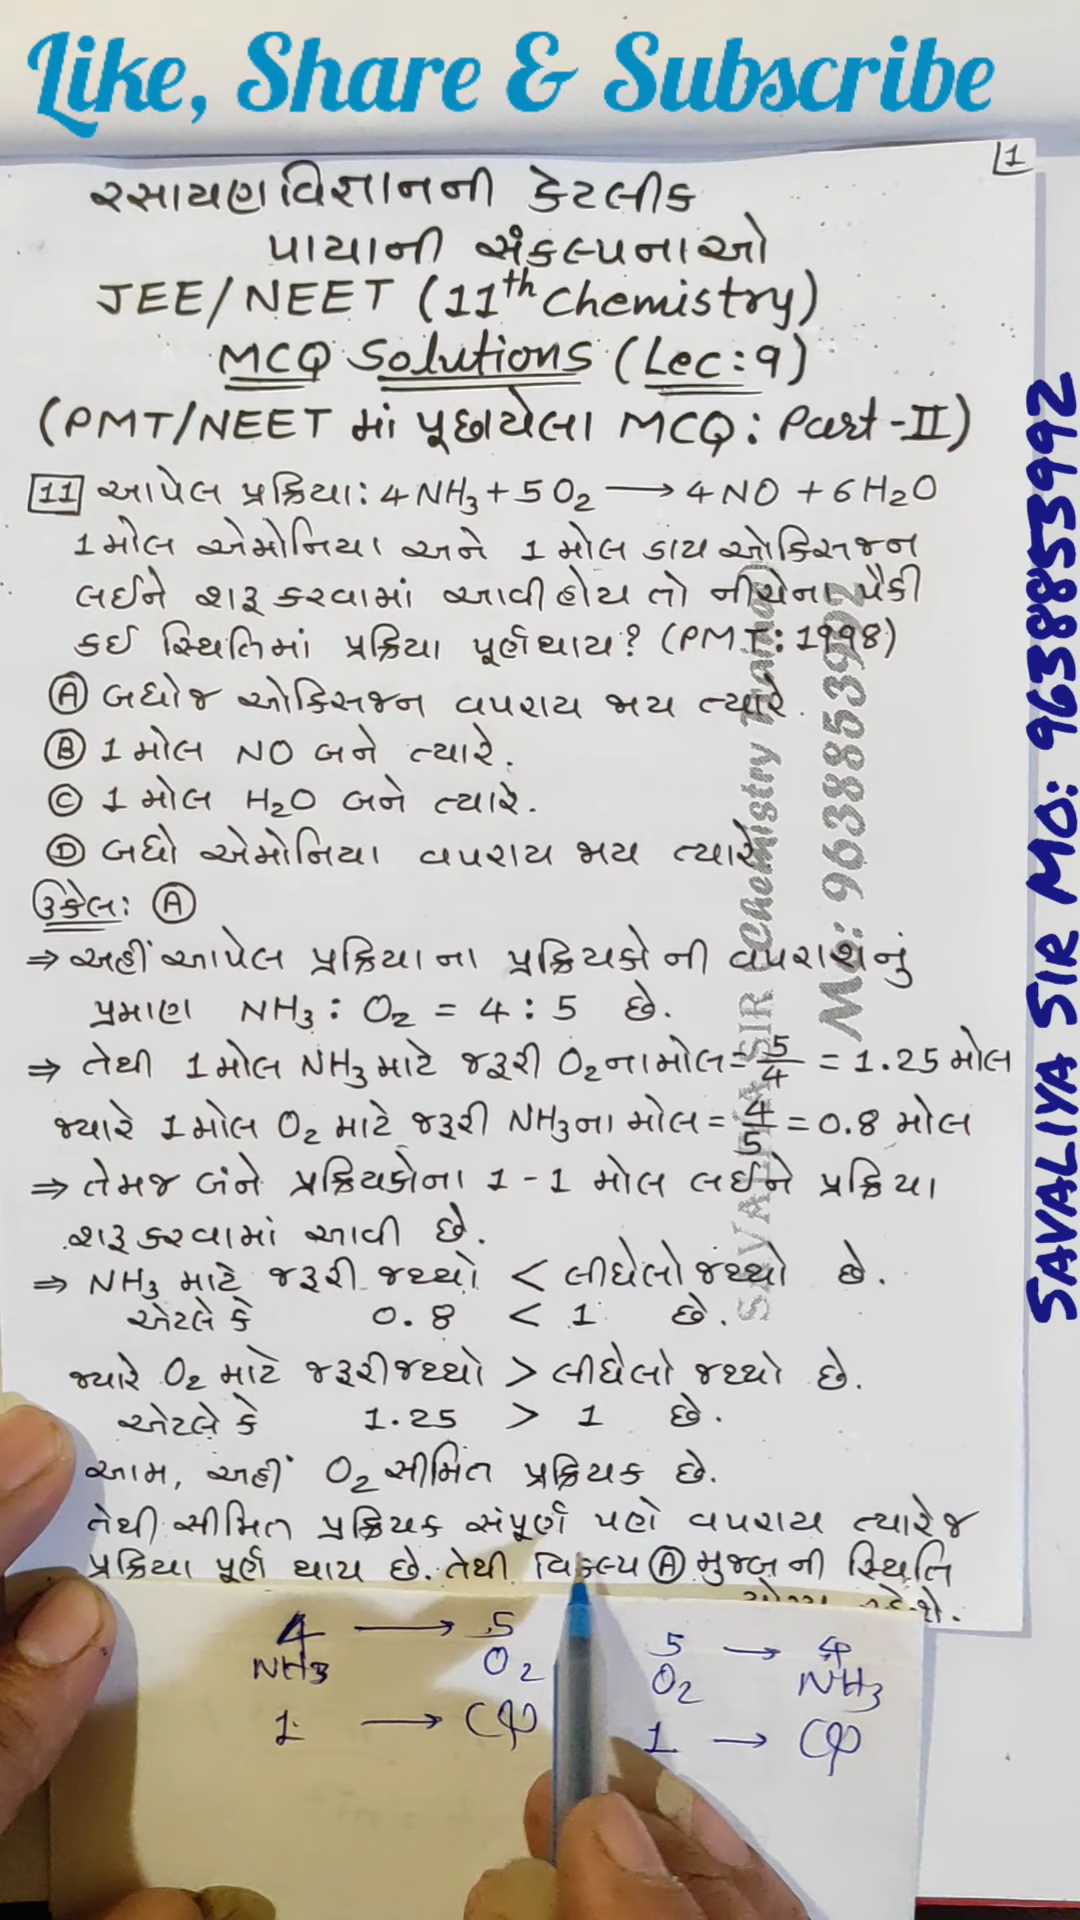 Like, Share & Subscribe
1
રસાયણવિજ્ઞાનની કેટલીક
પાયાની સંકલ્પનાઓ
JEE/NEET (11th Chemistry)
MCQ Solutions (Lec:9)
(PMT/NEET માં પૂછાયેલા MCQ: Part-II)
11 આપેલ પ્રક્રિયા: 4NH3 + 5O2 → 4NO + 6H2O
1 મોલ એમોનિયા અને 1 મોલ ડાય ઓક્સિજન
લઈને શરૂ કરવામાં આવી હોય તો નીચેના પૈકી
કઈ સ્થિતિમાં પ્રક્રિયા પૂર્ણ થાય? (PMT: 1998)
A બધોજ ઓક્સિજન વપરાય જાય ત્યારે.
B 1 મોલ NO બને ત્યારે.
C 1 મોલ H2O બને ત્યારે.
D બધો એમોનિયા વપરાય જાય ત્યારે
ઉકેલ: A
⇒ અહીં આપેલ પ્રક્રિયાના પ્રક્રિયકોની વપરાશનું
પ્રમાણ NH3 : O2 = 4 : 5 છે.
⇒ તેથી 1 મોલ NH3 માટે જરૂરી O2 ના મોલ = 5/4 = 1.25 મોલ
જ્યારે 1 મોલ O2 માટે જરૂરી NH3 ના મોલ = 4/5 = 0.8 મોલ
⇒ તેમજ બંને પ્રક્રિયકોના 1-1 મોલ લઈને પ્રક્રિયા
શરૂ કરવામાં આવી છે.
⇒ NH3 માટે જરૂરી જથ્થો < લીધેલો જથ્થો છે.
એટલે કે 0.8 < 1 છે.
જ્યારે O2 માટે જરૂરી જથ્થો > લીધેલો જથ્થો છે.
એટલે કે 1.25 > 1 છે.
આમ, અહીં O2 સીમિત પ્રક્રિયક છે.
તેથી સીમિત પ્રક્રિયક સંપૂર્ણ પણે વપરાય ત્યારેજ
પ્રક્રિયા પૂર્ણ થાય છે. તેથી વિકલ્પ A મુજબની સ્થિતિ
4 → 5
NH3 O2
1 → (?)
5 → 4
O2 NH3
1 → (?)
SAVALIYA SIR (Chemistry Rajkot)
Mo: 9638853992
SAVALIYA SIR MO: 9638853992